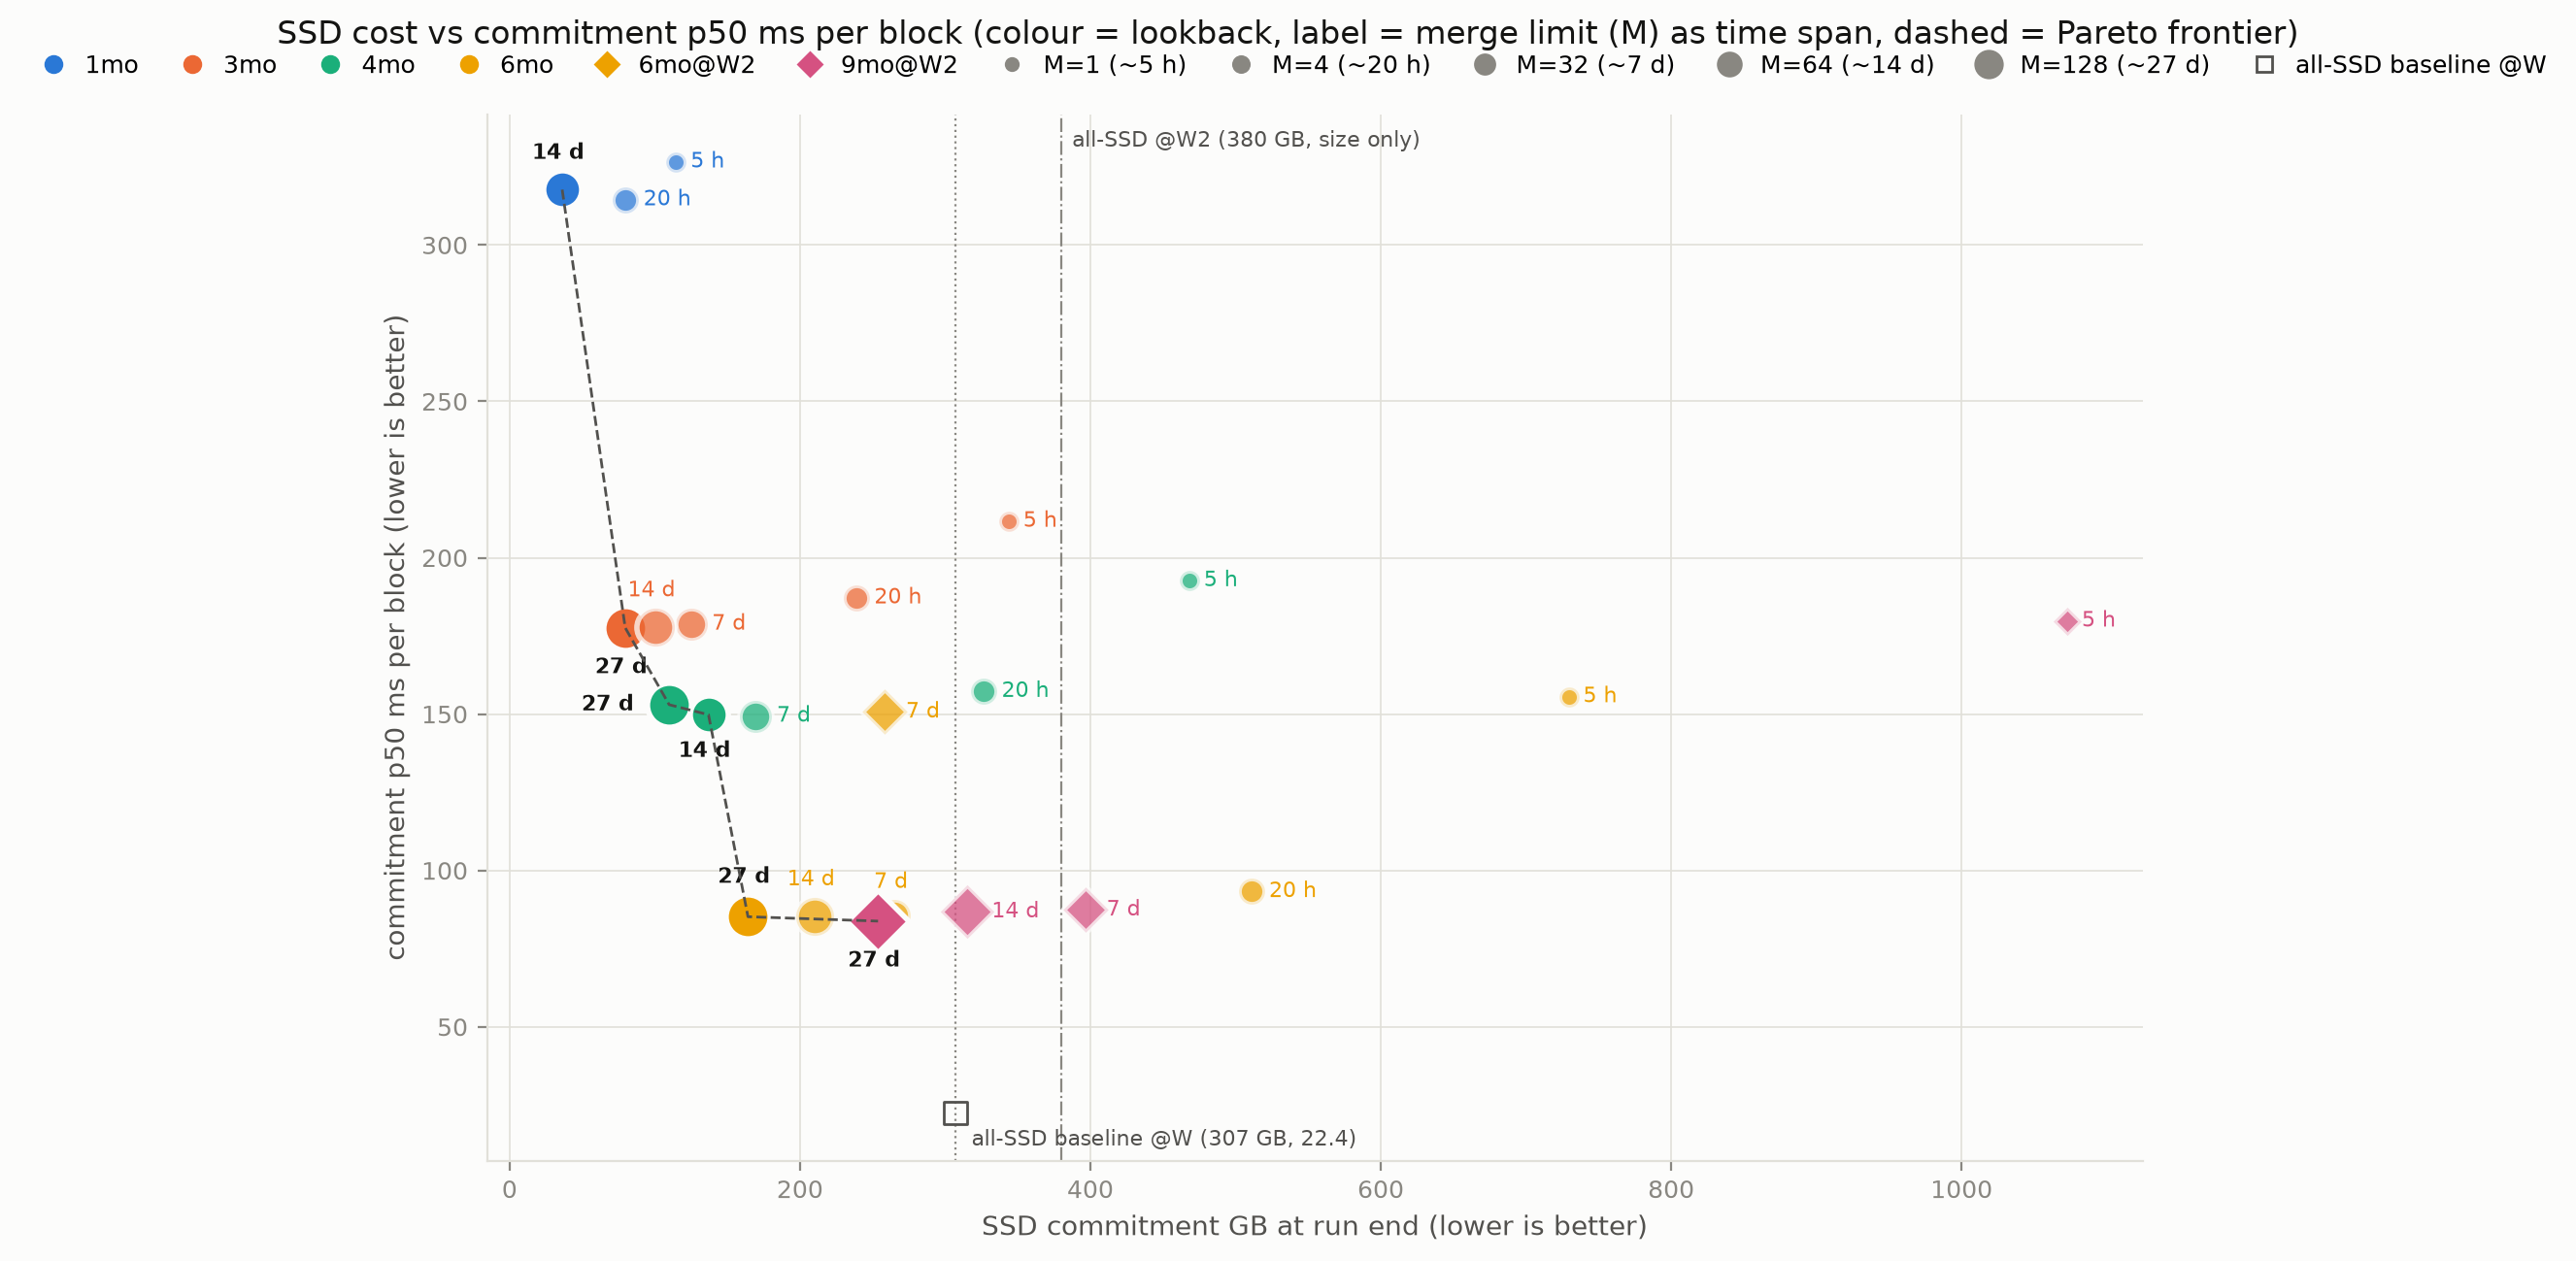 SSD cost vs commitment p50 ms per block (colour = lookback, label = merge limit (M) as time span, dashed = Pareto frontier)
1mo 3mo 4mo 6mo 6mo@W2 9mo@W2 M=1 (~5 h) M=4 (~20 h) M=32 (~7 d) M=64 (~14 d) M=128 (~27 d) all-SSD baseline @W
all-SSD @W2 (380 GB, size only)
14 d
5 h
20 h
300
250
200
150
100
50
commitment p50 ms per block (lower is better)
5 h
14 d
20 h
7 d
27 d
5 h
5 h
27 d
14 d
7 d
7 d
20 h
5 h
27 d
14 d
7 d
27 d
14 d
7 d
20 h
all-SSD baseline @W (307 GB, 22.4)
0 200 400 600 800 1000
SSD commitment GB at run end (lower is better)